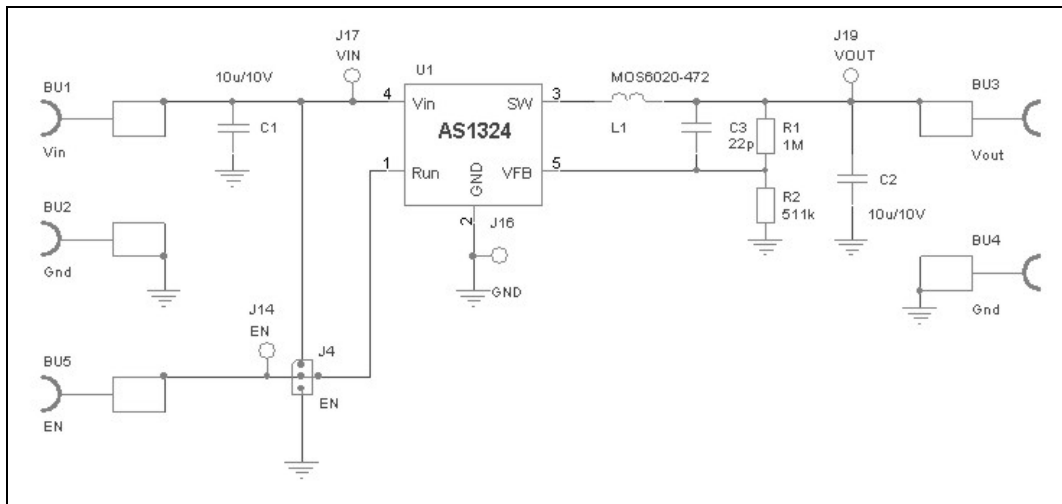 J17
VIN
J19
VOUT
BU1
10u/10V
U1
MOS6020-472
BU3
4
Vin
SW
3
C1
AS1324
L1
C3
22p
R1
1M
Vin
Vout
1
Run
GND
VFB
5
C2
BU2
2
J16
R2
511k
10u/10V
BU4
Gnd
GND
Gnd
J14
EN
J4
BU5
EN
EN